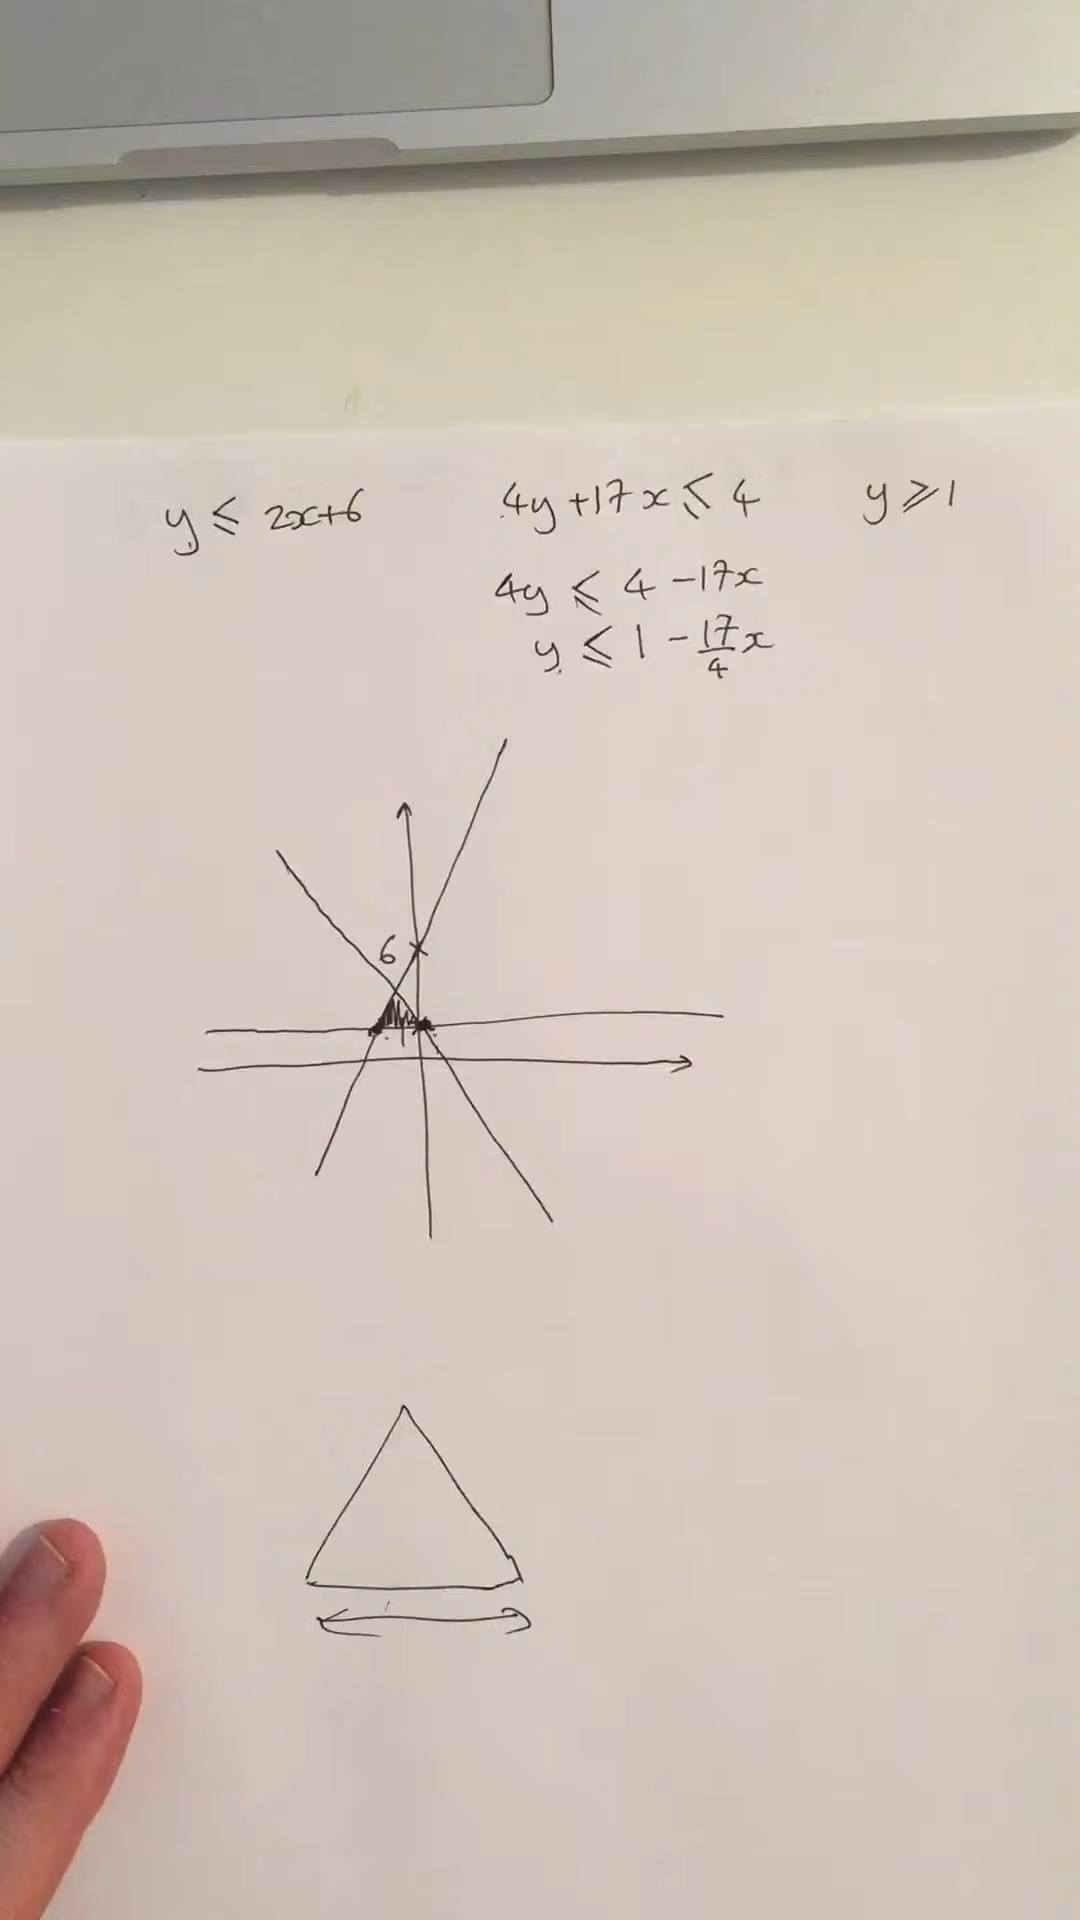 y ⩽ 2x+6 4y+17x ⩽ 4 y ⩾ 1
4y ⩽ 4 -17x
y ⩽ 1 - 17/4 x
6